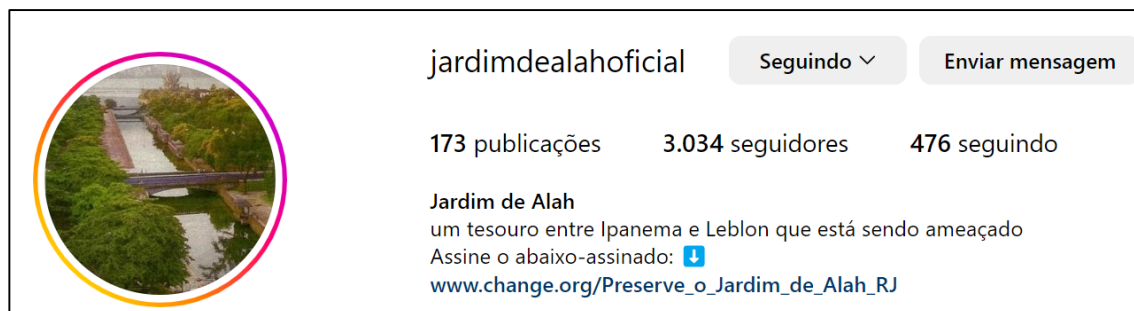 jardimdealahoficial Seguindo Enviar mensagem
173 publicações 3.034 seguidores 476 seguindo
Jardim de Alah
um tesouro entre Ipanema e Leblon que está sendo ameaçado
Assine o abaixo-assinado: ⬇️
www.change.org/Preserve_o_Jardim_de_Alah_RJ